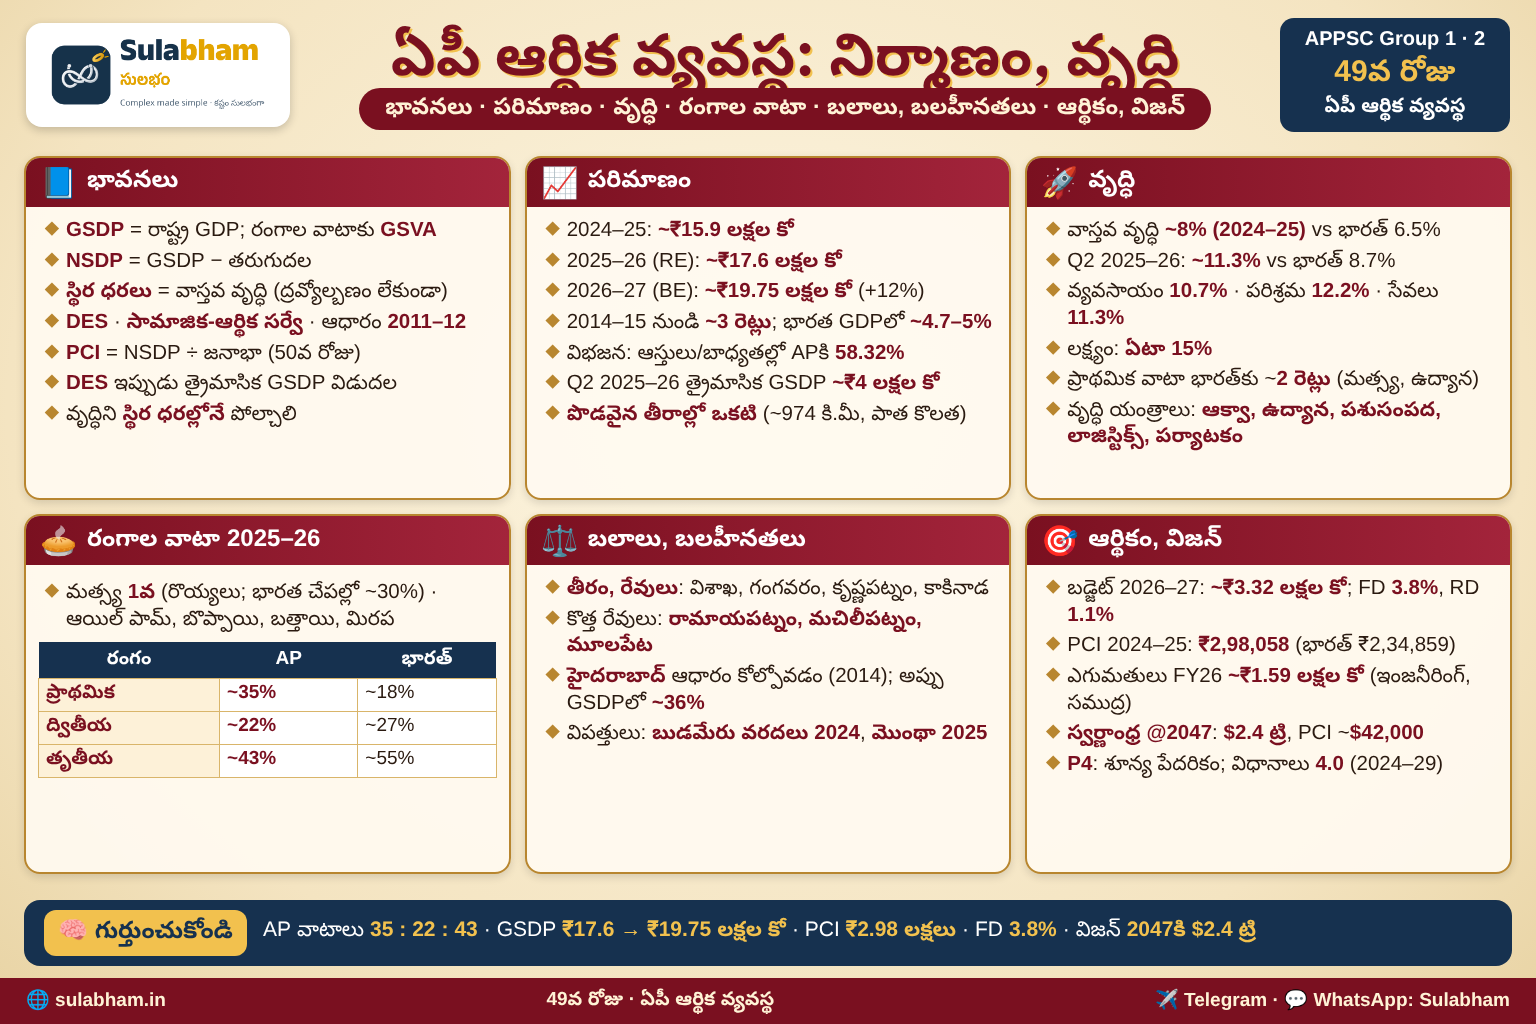 Sulabham
సులభం
Complex made simple · కష్టం సులభంగా
ఏపీ ఆర్థిక వ్యవస్థ: నిర్మాణం, వృద్ధి
భావనలు · పరిమాణం · వృద్ధి · రంగాల వాటా · బలాలు, బలహీనతలు · ఆర్థికం, విజన్
APPSC Group 1 · 2
49వ రోజు
ఏపీ ఆర్థిక వ్యవస్థ
📘 భావనలు
◆ GSDP = రాష్ట్ర GDP; రంగాల వాటాకు GSVA
◆ NSDP = GSDP − తరుగుదల
◆ స్థిర ధరలు = వాస్తవ వృద్ధి (ద్రవ్యోల్బణం లేకుండా)
◆ DES · సామాజిక-ఆర్థిక సర్వే · ఆధారం 2011–12
◆ PCI = NSDP ÷ జనాభా (50వ రోజు)
◆ DES ఇప్పుడు త్రైమాసిక GSDP విడుదల
◆ వృద్ధిని స్థిర ధరల్లోనే పోల్చాలి
📈 పరిమాణం
◆ 2024–25: ~₹15.9 లక్షల కో
◆ 2025–26 (RE): ~₹17.6 లక్షల కో
◆ 2026–27 (BE): ~₹19.75 లక్షల కో (+12%)
◆ 2014–15 నుండి ~3 రెట్లు; భారత GDPలో ~4.7–5%
◆ విభజన: ఆస్తులు/బాధ్యతల్లో APకి 58.32%
◆ Q2 2025–26 త్రైమాసిక GSDP ~₹4 లక్షల కో
◆ పొడవైన తీరాల్లో ఒకటి (~974 కి.మీ, పాత కొలత)
🚀 వృద్ధి
◆ వాస్తవ వృద్ధి ~8% (2024–25) vs భారత్ 6.5%
◆ Q2 2025–26: ~11.3% vs భారత్ 8.7%
◆ వ్యవసాయం 10.7% · పరిశ్రమ 12.2% · సేవలు
11.3%
◆ లక్ష్యం: ఏటా 15%
◆ ప్రాథమిక వాటా భారత్‌కు ~2 రెట్లు (మత్స్య, ఉద్యాన)
◆ వృద్ధి యంత్రాలు: ఆక్వా, ఉద్యాన, పశుసంపద,
లాజిస్టిక్స్, పర్యాటకం
🥧 రంగాల వాటా 2025–26
◆ మత్స్య 1వ (రొయ్యలు; భారత చేపల్లో ~30%) ·
ఆయిల్ పామ్, బొప్పాయి, బత్తాయి, మిరప
రంగం AP భారత్
ప్రాథమిక ~35% ~18%
ద్వితీయ ~22% ~27%
తృతీయ ~43% ~55%
⚖️ బలాలు, బలహీనతలు
◆ తీరం, రేవులు: విశాఖ, గంగవరం, కృష్ణపట్నం, కాకినాడ
◆ కొత్త రేవులు: రామాయపట్నం, మచిలీపట్నం,
మూలపేట
◆ హైదరాబాద్ ఆధారం కోల్పోవడం (2014); అప్పు
GSDPలో ~36%
◆ విపత్తులు: బుడమేరు వరదలు 2024, మొంథా 2025
🎯 ఆర్థికం, విజన్
◆ బడ్జెట్ 2026–27: ~₹3.32 లక్షల కో; FD 3.8%, RD
1.1%
◆ PCI 2024–25: ₹2,98,058 (భారత్ ₹2,34,859)
◆ ఎగుమతులు FY26 ~₹1.59 లక్షల కో (ఇంజనీరింగ్,
సముద్ర)
◆ స్వర్ణాంధ్ర @2047: $2.4 ట్రి, PCI ~$42,000
◆ P4: శూన్య పేదరికం; విధానాలు 4.0 (2024–29)
🧠 గుర్తుంచుకోండి
AP వాటాలు 35 : 22 : 43 · GSDP ₹17.6 → ₹19.75 లక్షల కో · PCI ₹2.98 లక్షలు · FD 3.8% · విజన్ 2047కి $2.4 ట్రి
🌐 sulabham.in
49వ రోజు · ఏపీ ఆర్థిక వ్యవస్థ
✈️ Telegram · 💬 WhatsApp: Sulabham